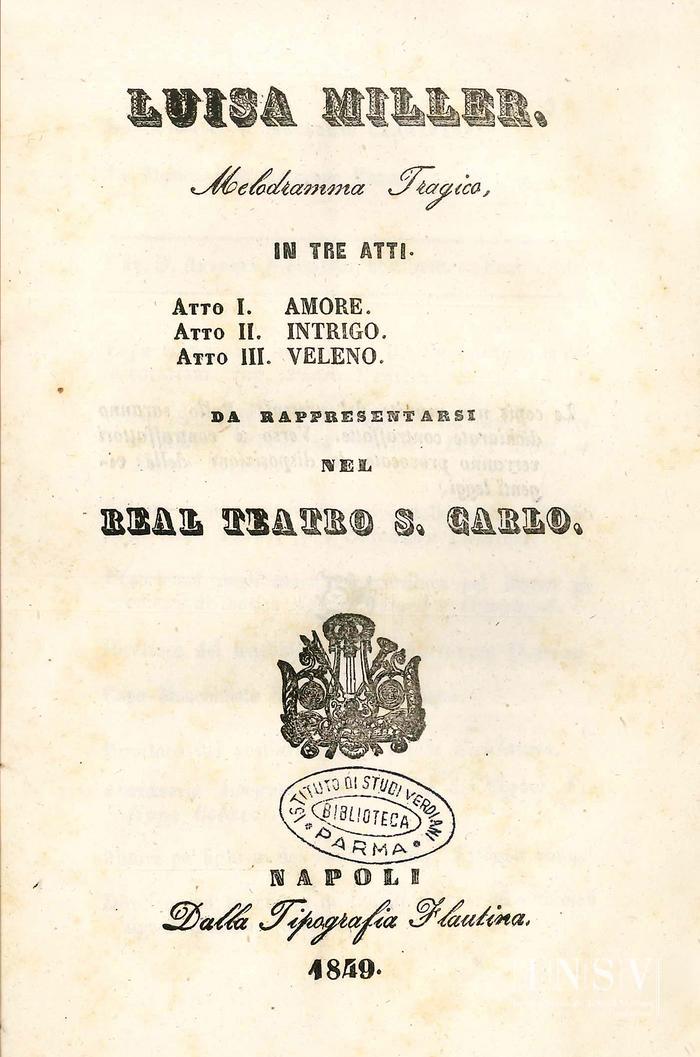 LUISA MILLER.
Melodramma Tragico,
IN TRE ATTI.
ATTO I. AMORE.
ATTO II. INTRIGO.
ATTO III. VELENO.
DA RAPPRESENTARSI
NEL
REAL TEATRO S. CARLO.
ISTITUTO DI STUDI VERDIANI
BIBLIOTECA
* PARMA *
NAPOLI
Dalla Tipografia Flautina.
1849.
INSV